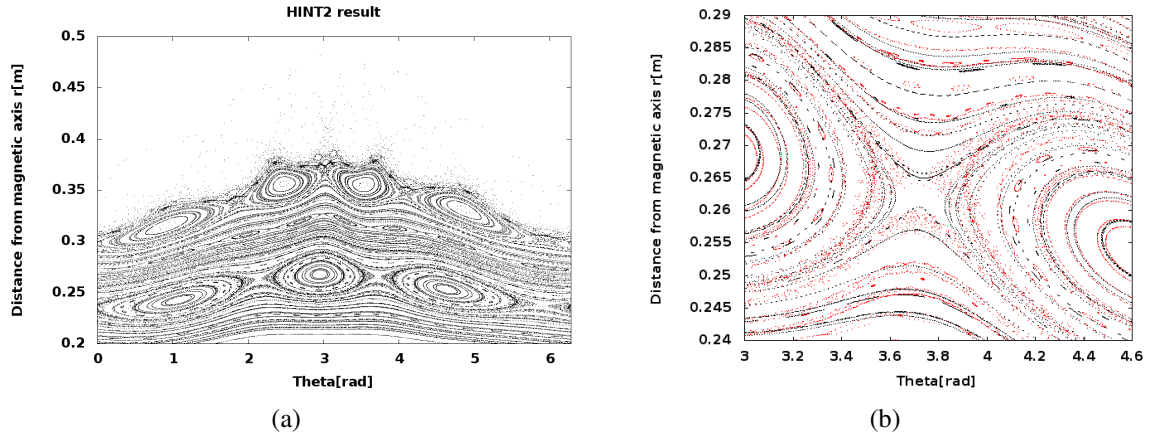 HINT2 result
Distance from magnetic axis r[m]
0.5
0.45
0.4
0.35
0.3
0.25
0.2
0 1 2 3 4 5 6
Theta[rad]
(a)
Distance from magnetic axis r[m]
0.29
0.285
0.28
0.275
0.27
0.265
0.26
0.255
0.25
0.245
0.24
3 3.2 3.4 3.6 3.8 4 4.2 4.4 4.6
Theta[rad]
(b)